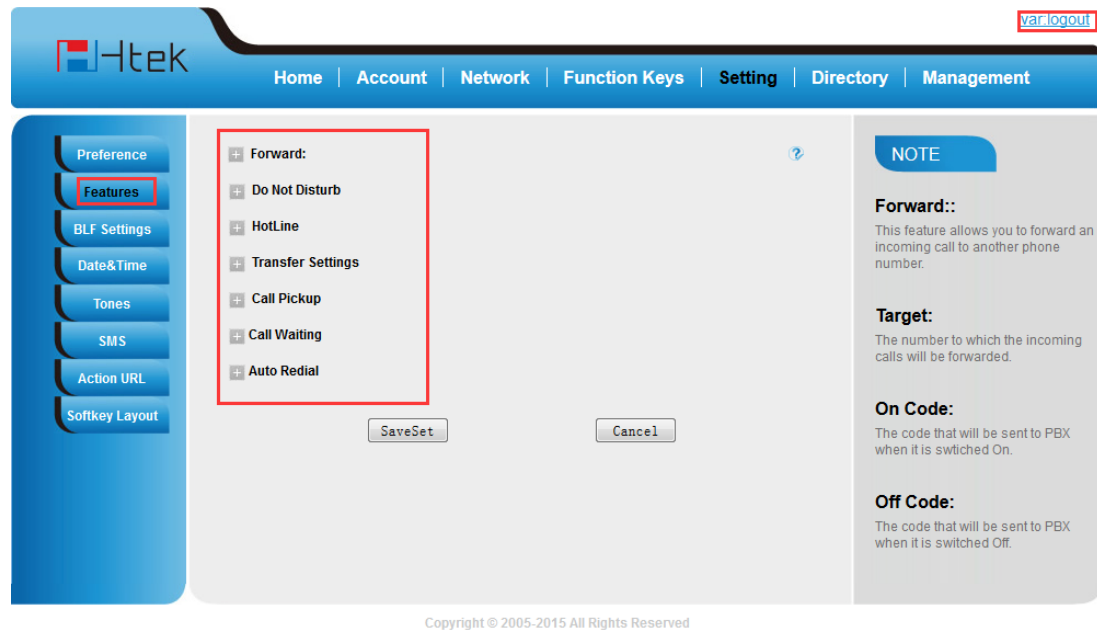 var:logout
Htek
Home
Account
Network
Function Keys
Setting
Directory
Management
Preference
Features
BLF Settings
Date&Time
Tones
SMS
Action URL
Softkey Layout
Forward:
Do Not Disturb
HotLine
Transfer Settings
Call Pickup
Call Waiting
Auto Redial
SaveSet
Cancel
NOTE
Forward::
This feature allows you to forward an
incoming call to another phone
number.
Target:
The number to which the incoming
calls will be forwarded.
On Code:
The code that will be sent to PBX
when it is swtiched On.
Off Code:
The code that will be sent to PBX
when it is switched Off.
Copyright © 2005-2015 All Rights Reserved